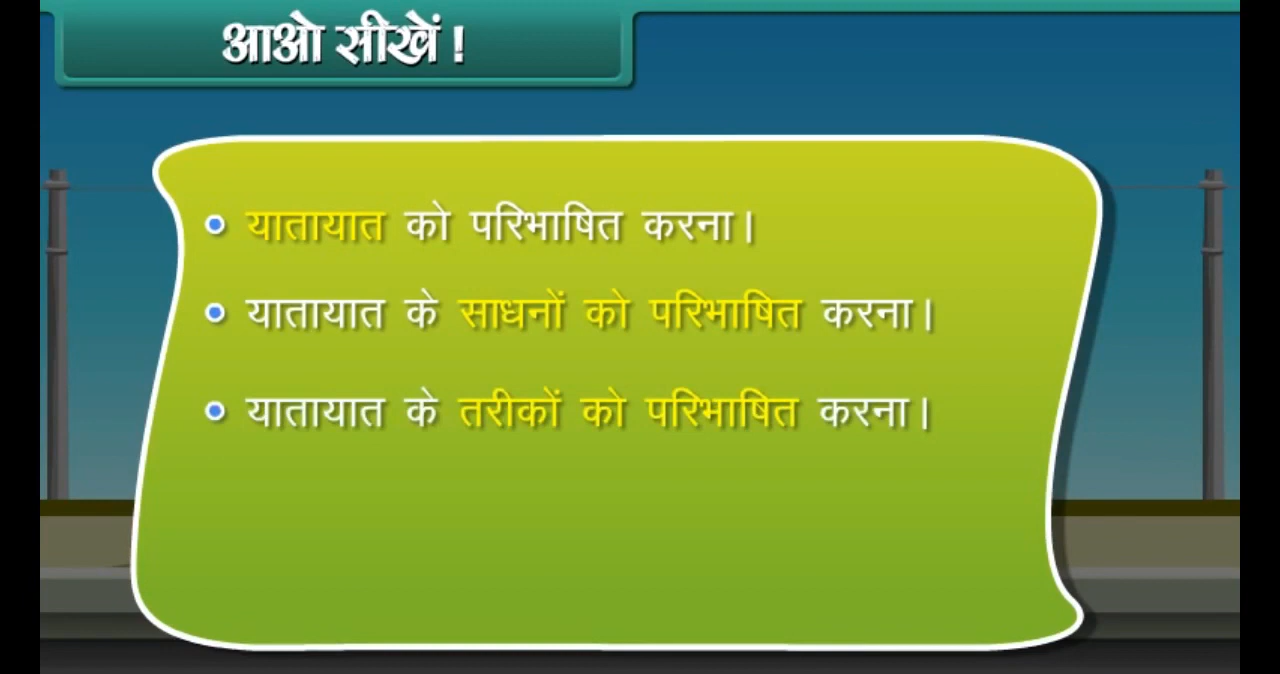 आओ सीखें!
• यातायात को परिभाषित करना।
• यातायात के साधनों को परिभाषित करना।
• यातायात के तरीकों को परिभाषित करना।